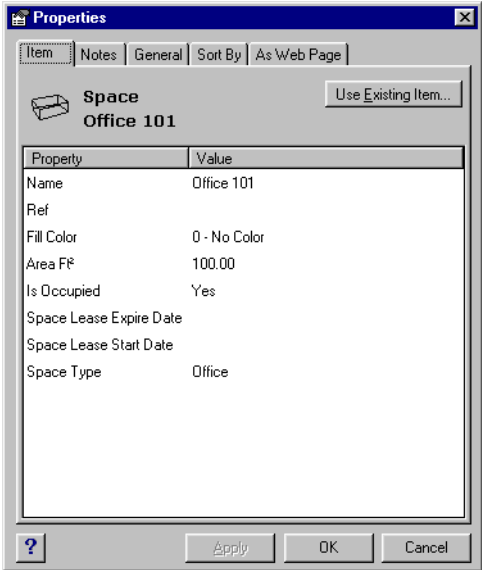 Properties
Item Notes General Sort By As Web Page
Space
Office 101
Use Existing Item...
Property Value
Name Office 101
Ref
Fill Color 0 - No Color
Area Ft² 100.00
Is Occupied Yes
Space Lease Expire Date
Space Lease Start Date
Space Type Office
? Apply OK Cancel